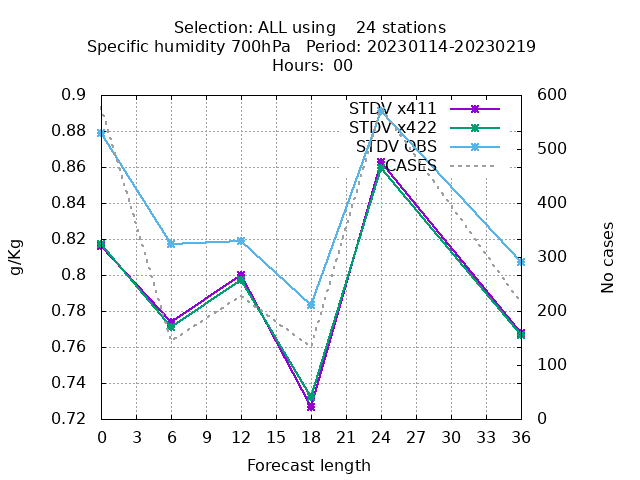 Selection: ALL using    24 stations
Specific humidity 700hPa   Period: 20230114-20230219
Hours:  00
STDV x411
STDV x422
STDV OBS
CASES
0.9
0.88
0.86
0.84
0.82
0.8
0.78
0.76
0.74
0.72
g/Kg
600
500
400
300
200
100
0
No cases
0 3 6 9 12 15 18 21 24 27 30 33 36
Forecast length